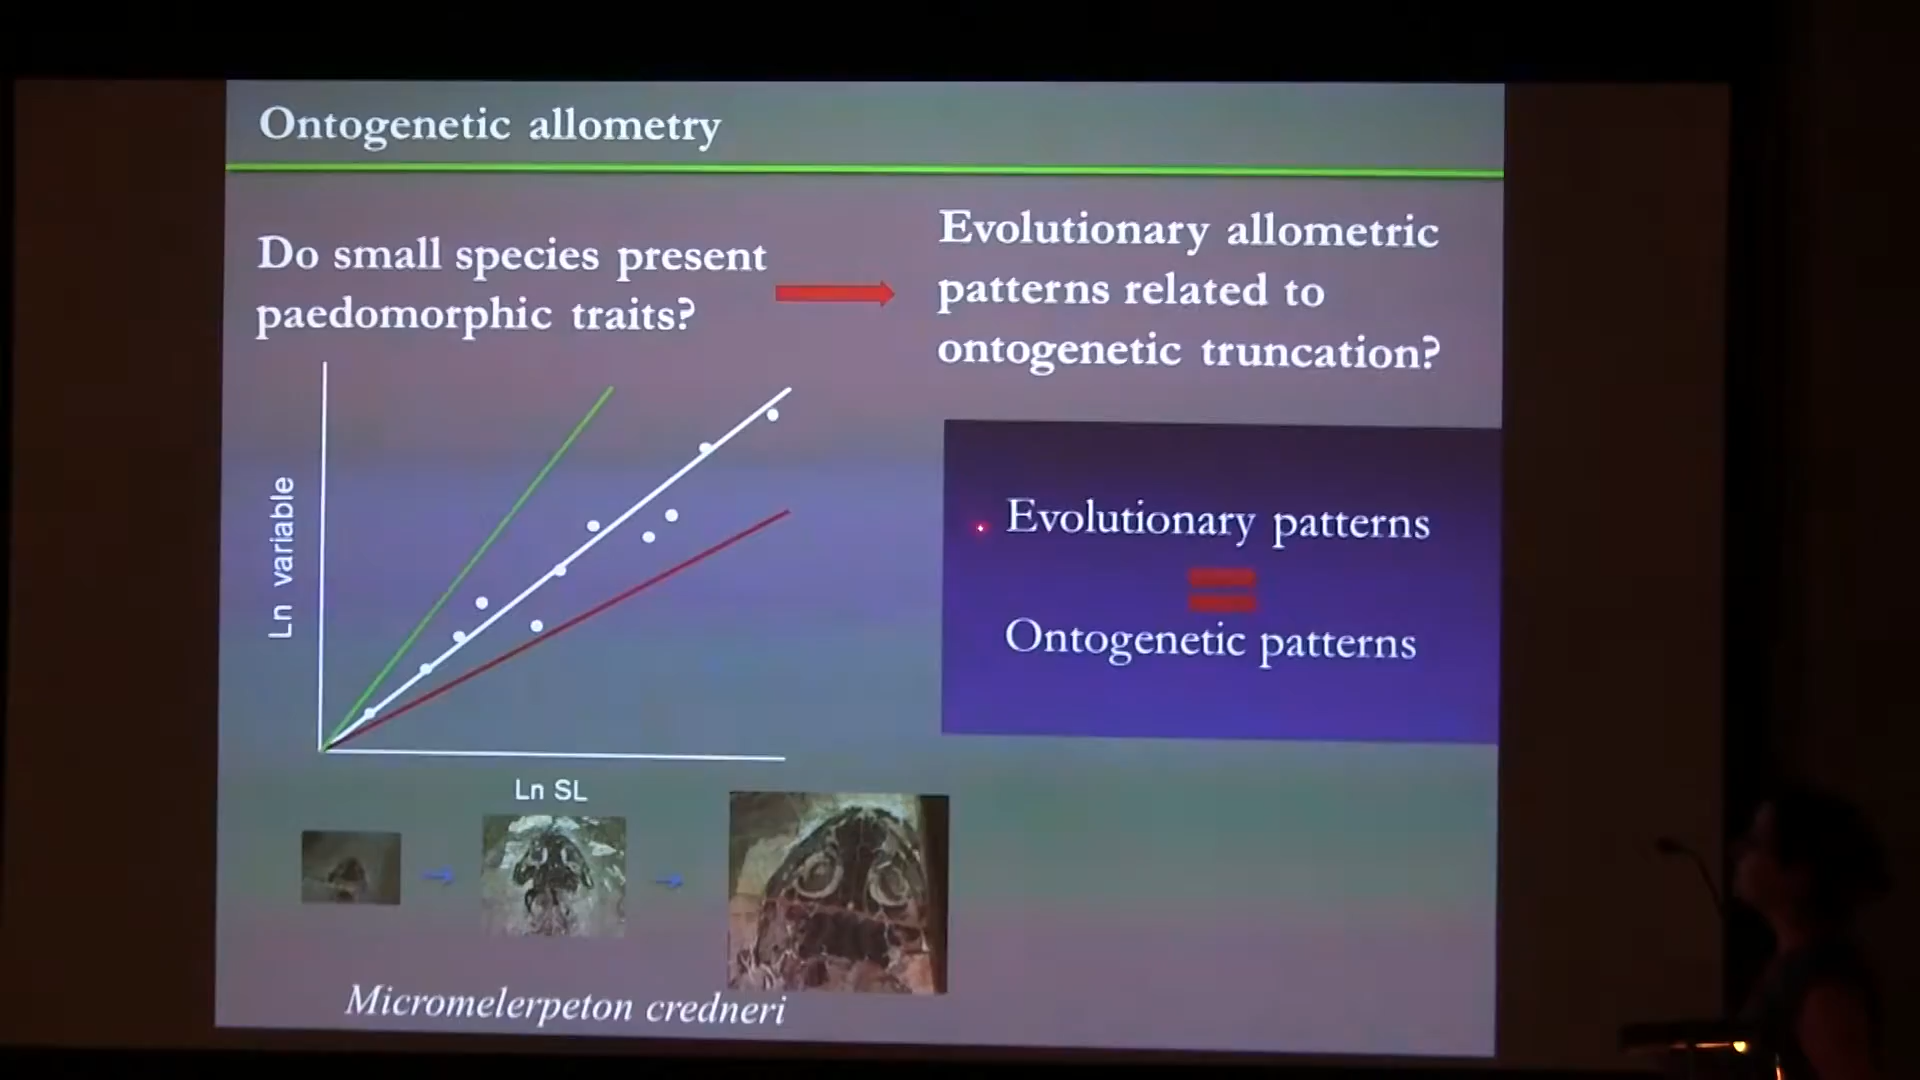 Ontogenetic allometry
Do small species present
paedomorphic traits?
Evolutionary allometric
patterns related to
ontogenetic truncation?
Ln variable
Ln SL
Evolutionary patterns
=
Ontogenetic patterns
Micromelerpeton credneri